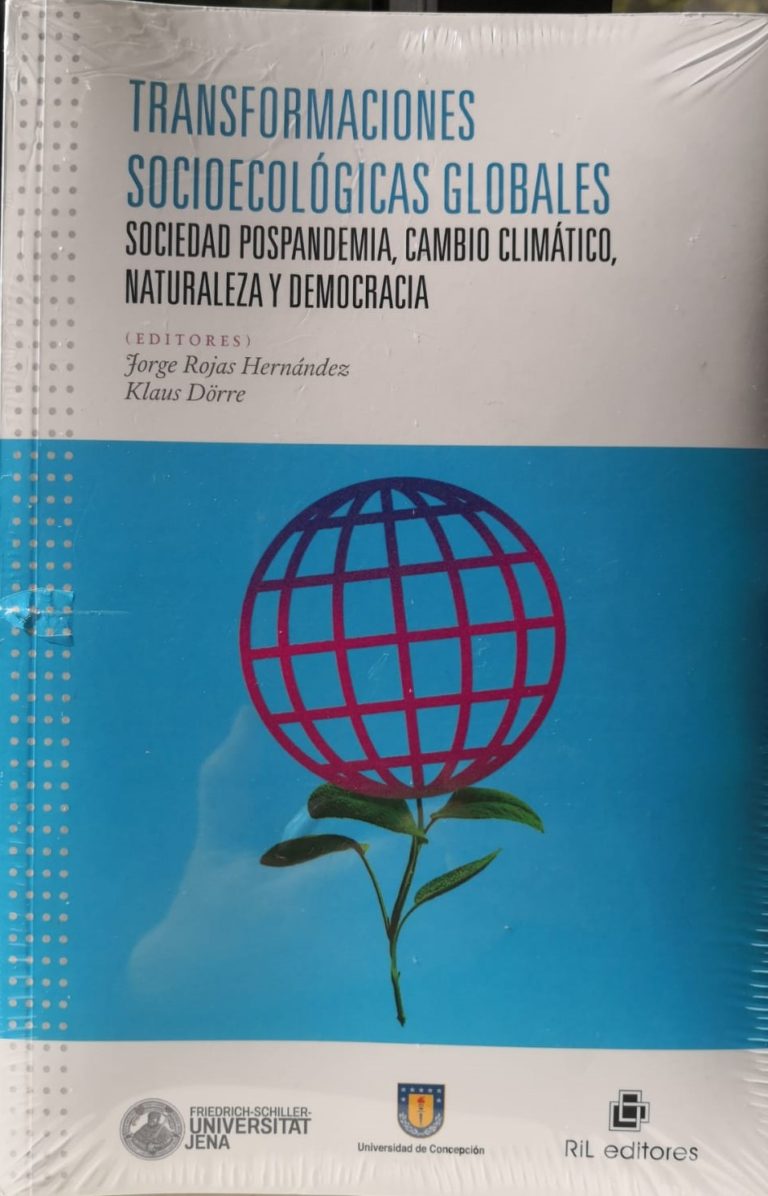 TRANSFORMACIONES
SOCIOECOLÓGICAS GLOBALES
SOCIEDAD POSPANDEMIA, CAMBIO CLIMÁTICO,
NATURALEZA Y DEMOCRACIA
(EDITORES)
Jorge Rojas Hernández
Klaus Dörre
FRIEDRICH-SCHILLER-
UNIVERSITAT
JENA
Universidad de Concepción
RiL editores